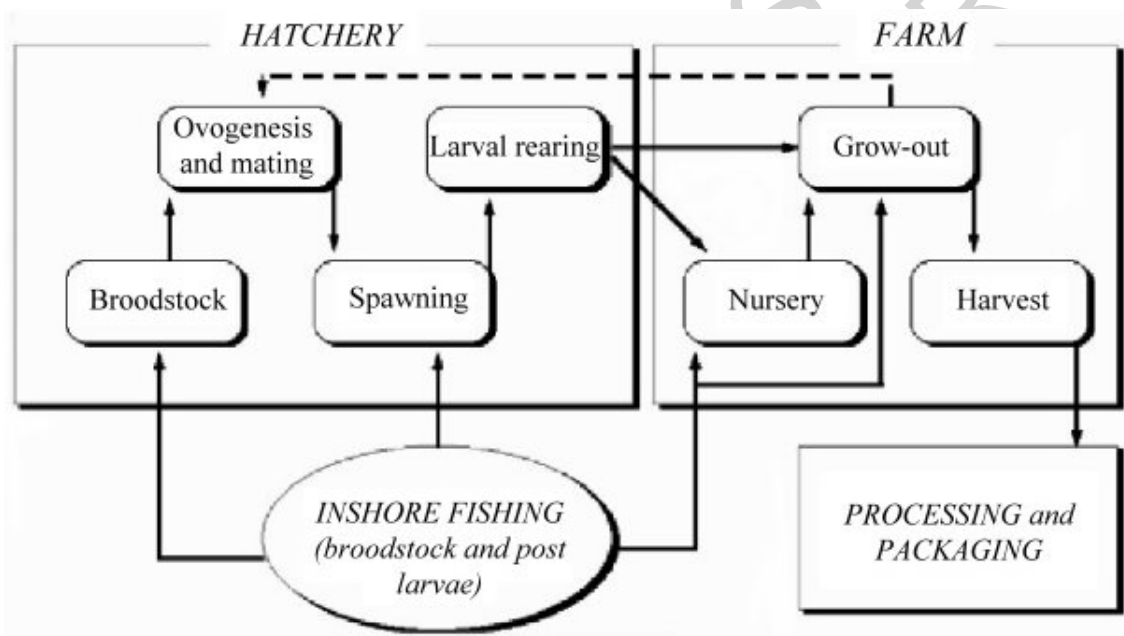 HATCHERY
FARM
Ovogenesis
and mating
Larval rearing
Grow-out
Broodstock
Spawning
Nursery
Harvest
INSHORE FISHING
(broodstock and post
larvae)
PROCESSING and
PACKAGING